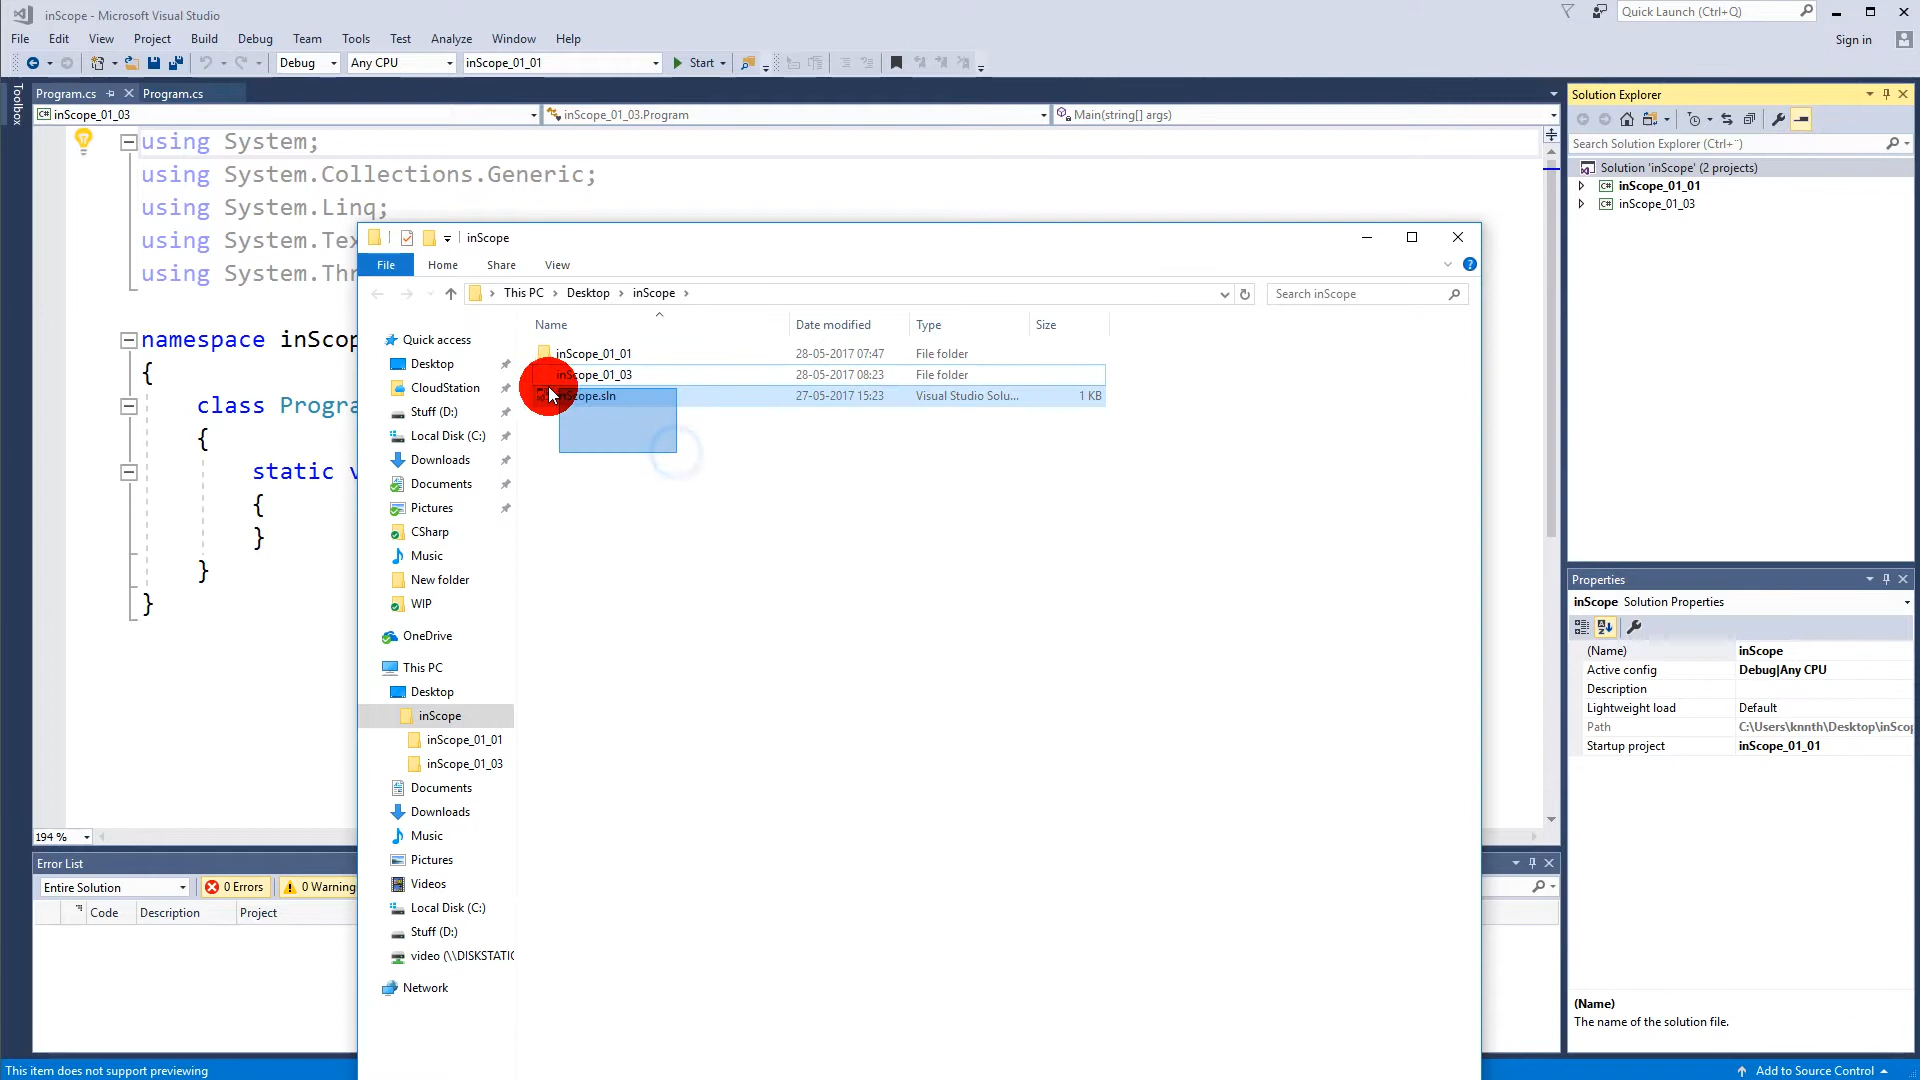 inScope - Microsoft Visual Studio
Quick Launch (Ctrl+Q)
File Edit View Project Build Debug Team Tools Test Analyze Window Help
Sign in
Debug Any CPU inScope_01_01 Start
Toolbox
Program.cs Program.cs
inScope_01_03 inScope_01_03.Program Main(string[] args)
using System;
using System.Collections.Generic;
using System.Linq;
using System.Tex
using System.Thr
namespace inScop
{
class Progra
{
static v
{
}
}
}
194 %
Error List
Entire Solution 0 Errors 0 Warning
Code Description Project
This item does not support previewing
Add to Source Control
inScope
File Home Share View
This PC > Desktop > inScope >
Search inScope
Name Date modified Type Size
inScope_01_01 28-05-2017 07:47 File folder
inScope_01_03 28-05-2017 08:23 File folder
Scope.sln 27-05-2017 15:23 Visual Studio Solu... 1 KB
Quick access
Desktop
CloudStation
Stuff (D:)
Local Disk (C:)
Downloads
Documents
Pictures
CSharp
Music
New folder
WIP
OneDrive
This PC
Desktop
inScope
inScope_01_01
inScope_01_03
Documents
Downloads
Music
Pictures
Videos
Local Disk (C:)
Stuff (D:)
video (\\DISKSTATIO
Network
Solution Explorer
Search Solution Explorer (Ctrl+¨)
Solution 'inScope' (2 projects)
inScope_01_01
inScope_01_03
Properties
inScope Solution Properties
(Name) inScope
Active config Debug|Any CPU
Description
Lightweight load Default
Path C:\Users\knnth\Desktop\inScop
Startup project inScope_01_01
(Name)
The name of the solution file.